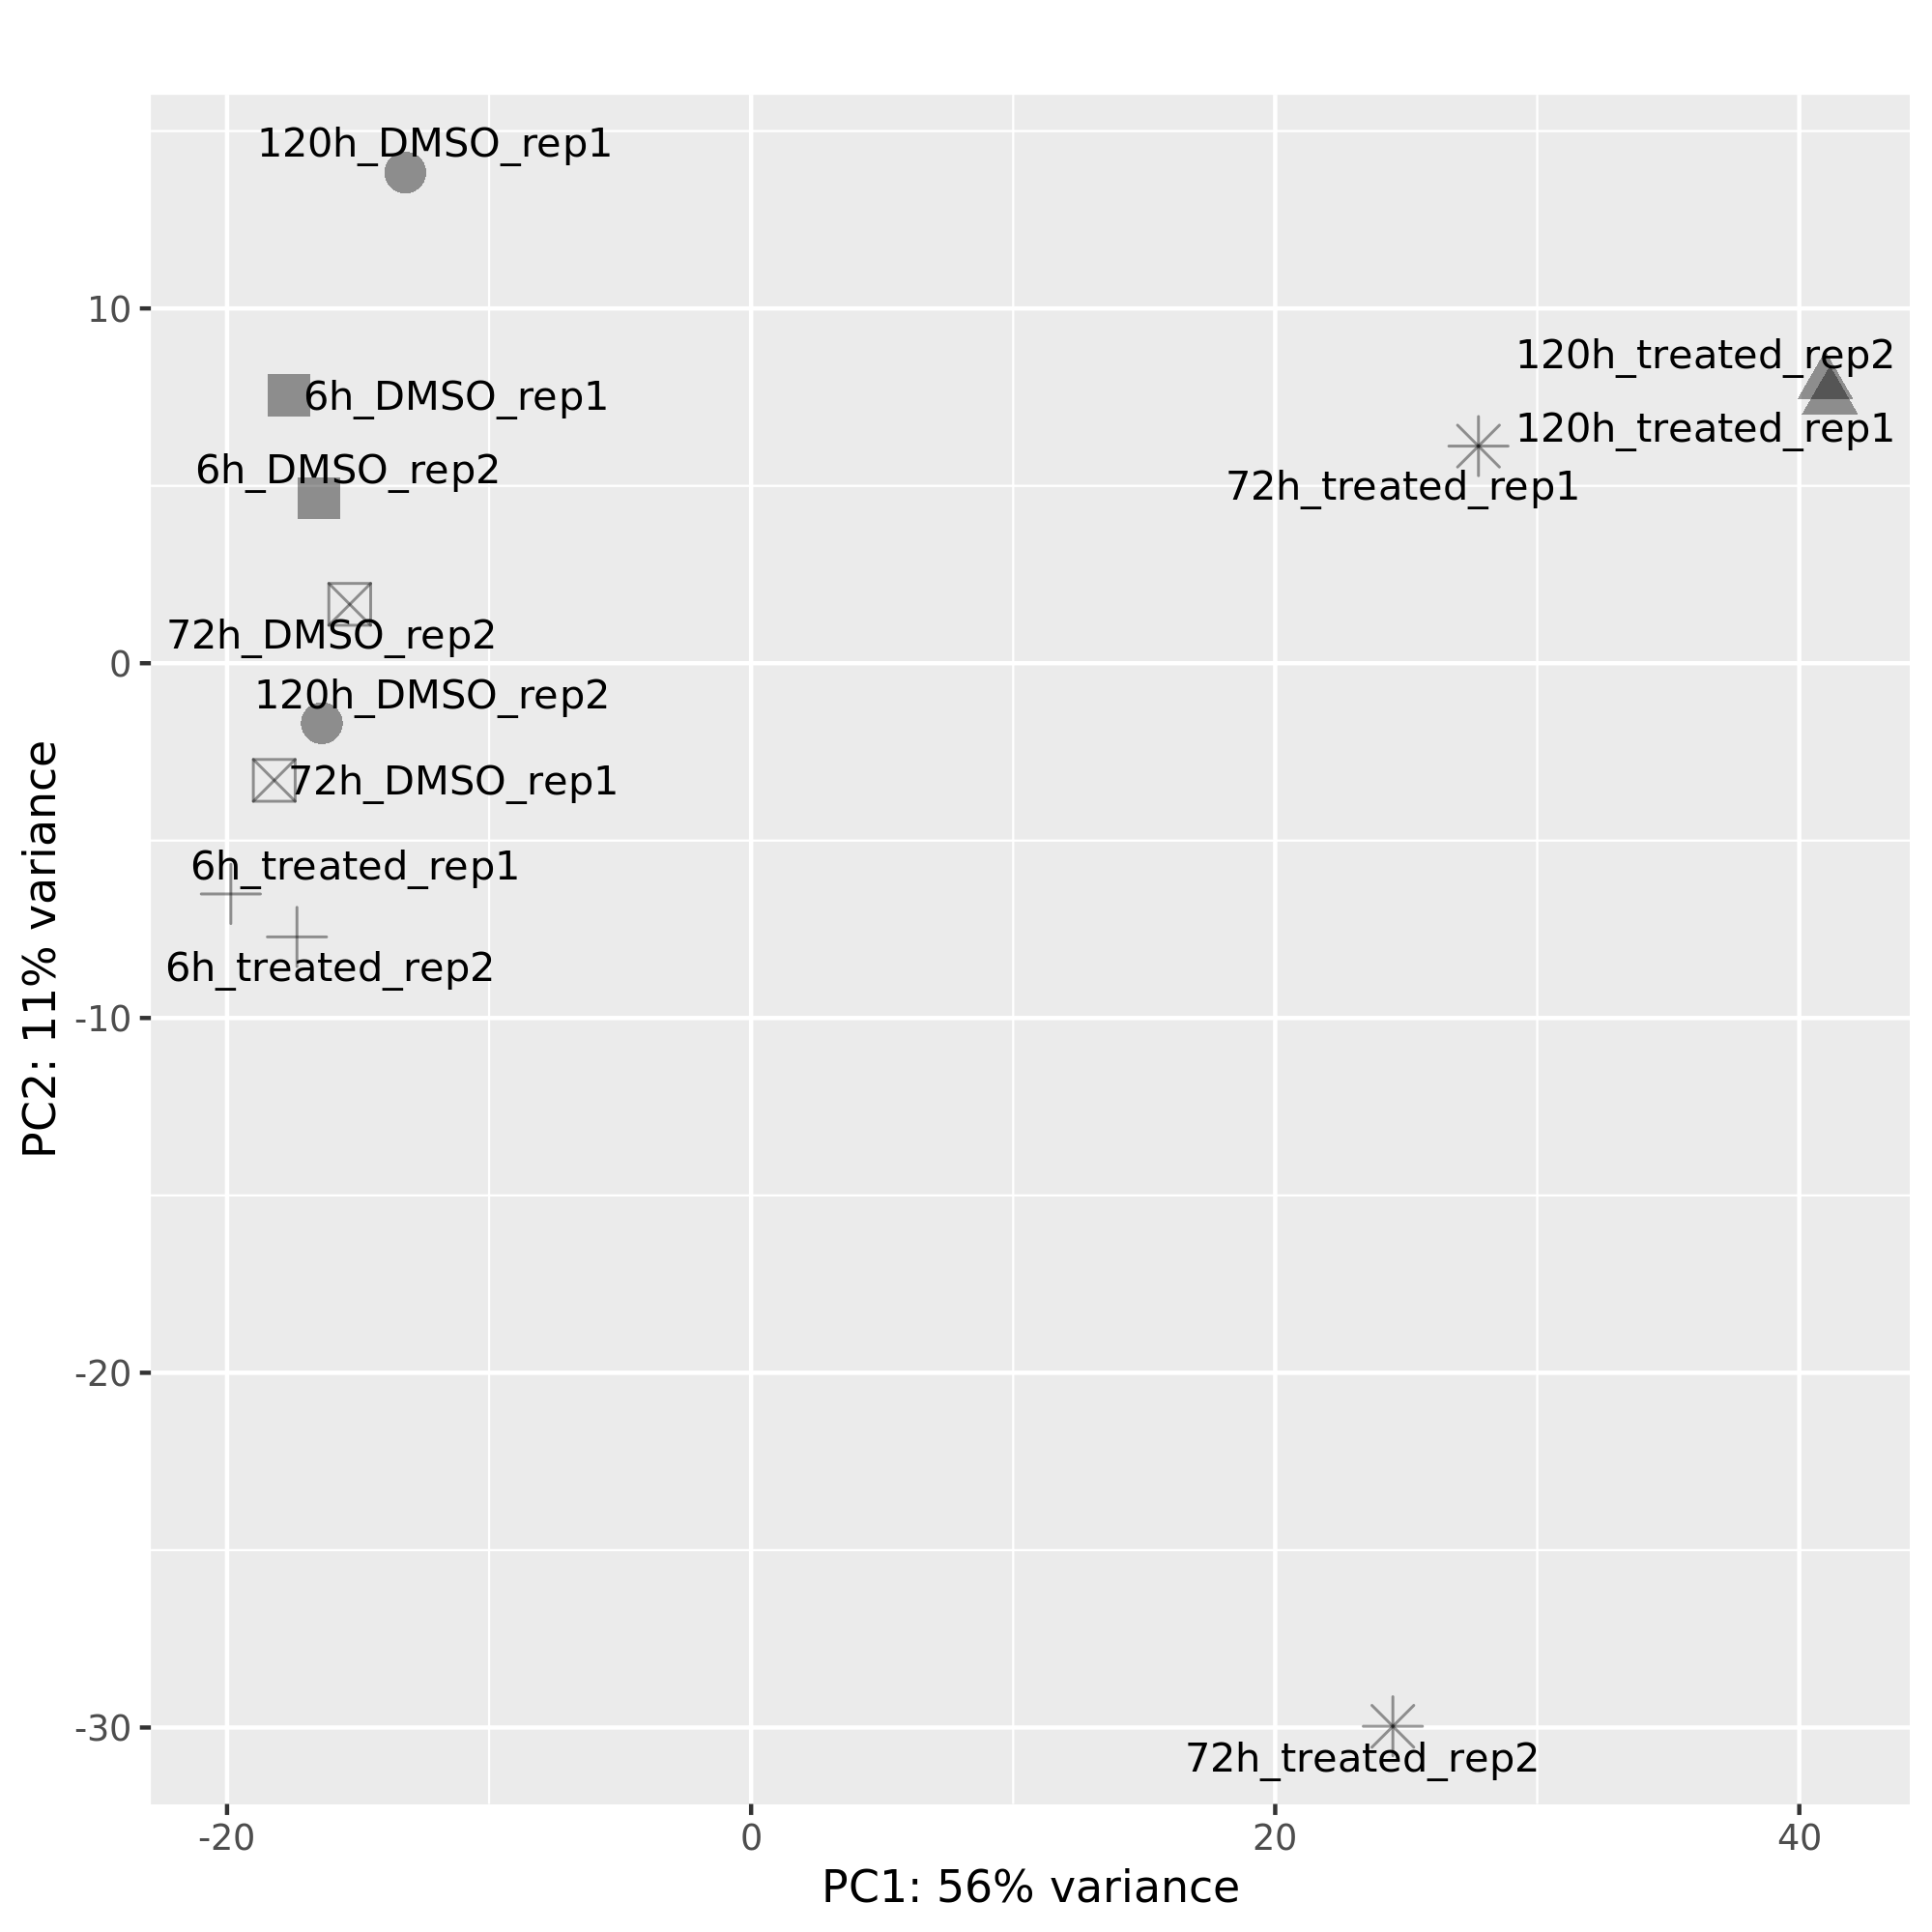 120h_DMSO_rep1
10
120h_treated_rep2
6h_DMSO_rep1
120h_treated_rep1
6h_DMSO_rep2
72h_treated_rep1
72h_DMSO_rep2
0
120h_DMSO_rep2
72h_DMSO_rep1
6h_treated_rep1
6h_treated_rep2
PC2: 11% variance
-10
-20
-30
72h_treated_rep2
-20
0
20
40
PC1: 56% variance